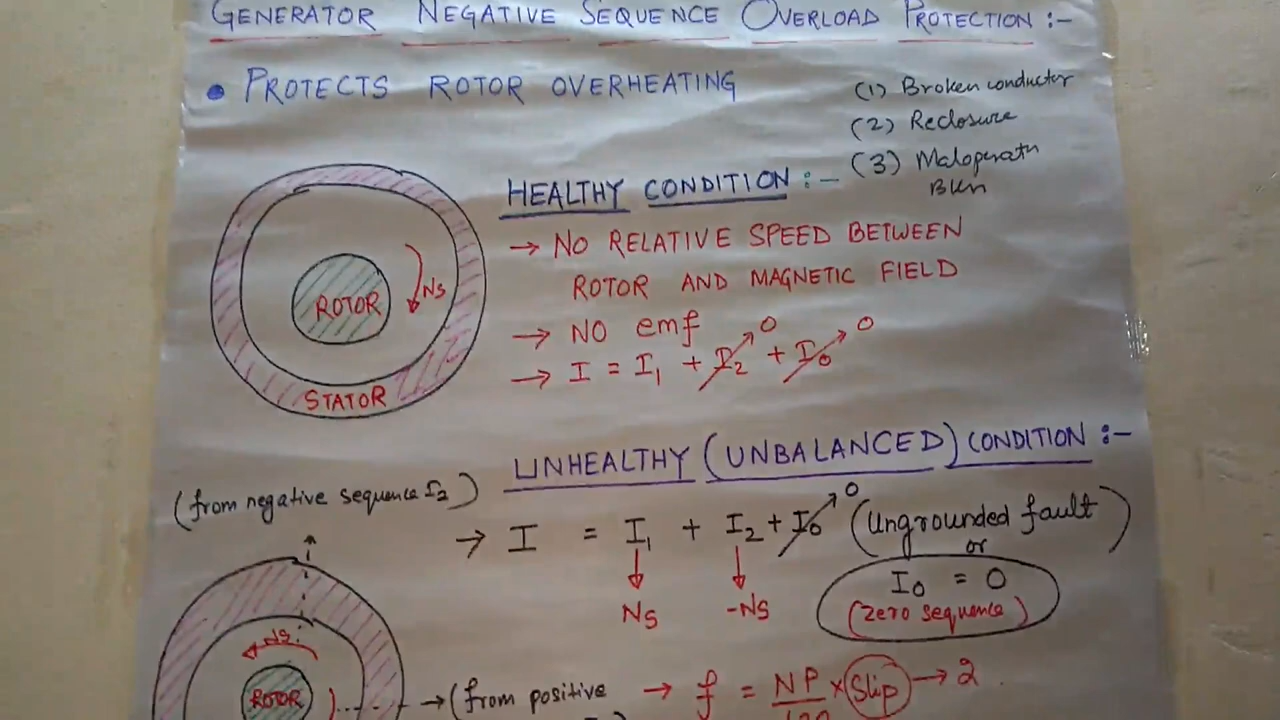 GENERATOR NEGATIVE SEQUENCE OVERLOAD PROTECTION :-
• PROTECTS ROTOR OVERHEATING
(1) Broken conductor
(2) Reclosure
(3) Maloperatn
Bkn
HEALTHY CONDITION :-
→ NO RELATIVE SPEED BETWEEN
ROTOR AND MAGNETIC FIELD
→ NO emf
→ I = I₁ + I₂ 0 + I₀ 0
ROTOR
Ns
STATOR
UNHEALTHY (UNBALANCED) CONDITION :-
(from negative sequence I₂)
→ I = I₁ + I₂ + I₀ 0 (Ungrounded fault)
or
I₀ = 0
(zero sequence)
Ns
-Ns
Ns
ROTOR
→ (from positive
→ f = NP/120 × Slip → 2